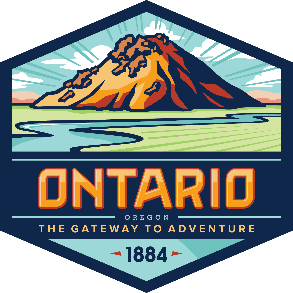 ONTARIO
OREGON
THE GATEWAY TO ADVENTURE
1884